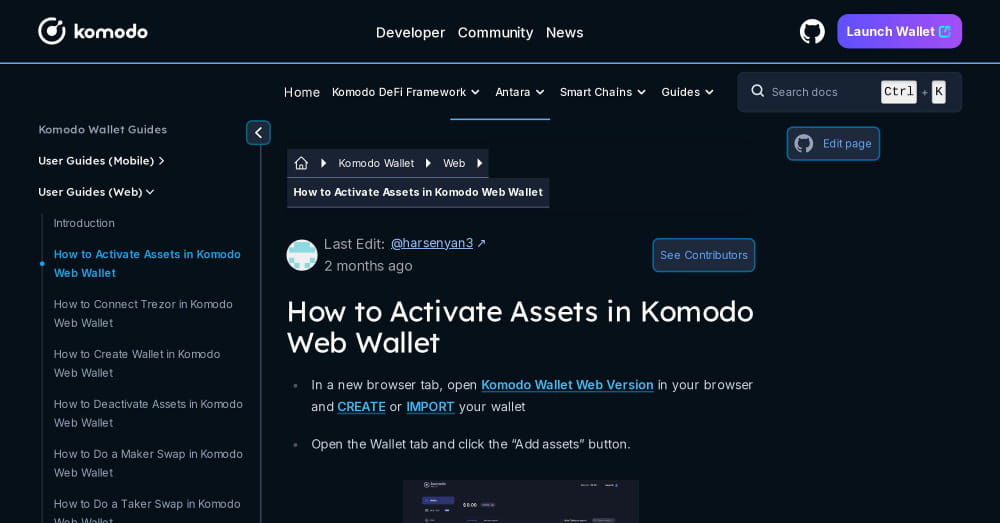 komodo
Developer Community News
Launch Wallet
Home Komodo DeFi Framework Antara Smart Chains Guides
Search docs Ctrl + K
Komodo Wallet Guides
User Guides (Mobile)
User Guides (Web)
Introduction
How to Activate Assets in Komodo
Web Wallet
How to Connect Trezor in Komodo
Web Wallet
How to Create Wallet in Komodo
Web Wallet
How to Deactivate Assets in Komodo
Web Wallet
How to Do a Maker Swap in Komodo
Web Wallet
How to Do a Taker Swap in Komodo
Web Wallet
Komodo Wallet Web
How to Activate Assets in Komodo Web Wallet
Edit page
Last Edit: @harsenyan3 ↗
2 months ago
See Contributors
How to Activate Assets in Komodo
Web Wallet
In a new browser tab, open Komodo Wallet Web Version in your browser
and CREATE or IMPORT your wallet
Open the Wallet tab and click the “Add assets” button.
komodo
$ 0.00